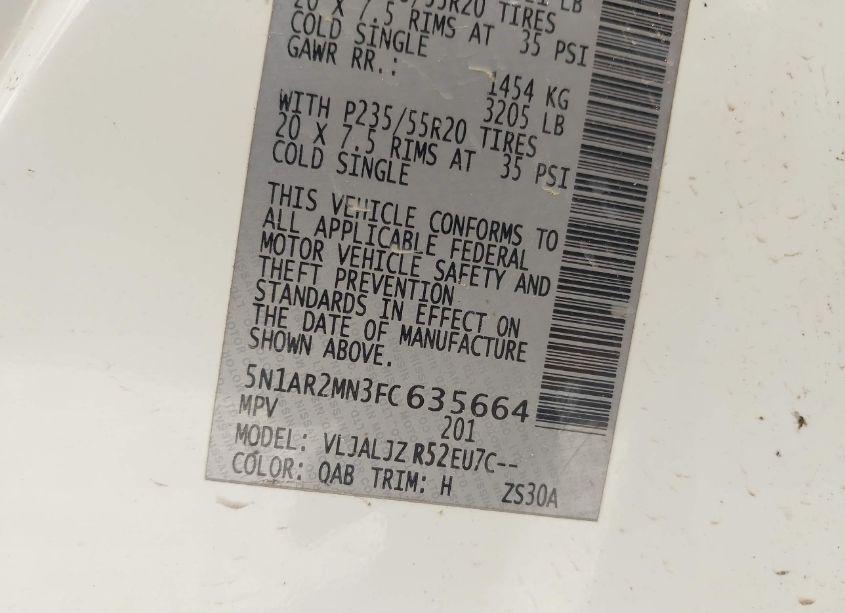 20 X 7.5 RIMS AT 35 PSI
COLD SINGLE
GAWR RR.:
1454 KG
3205 LB
WITH P235/55R20 TIRES
20 X 7.5 RIMS AT 35 PSI
COLD SINGLE
THIS VEHICLE CONFORMS TO
ALL APPLICABLE FEDERAL
MOTOR VEHICLE SAFETY AND
THEFT PREVENTION
STANDARDS IN EFFECT ON
THE DATE OF MANUFACTURE
SHOWN ABOVE.
5N1AR2MN3FC635664
MPV 201
MODEL: VLJALJZ R52EU7C--
COLOR: QAB TRIM: H ZS30A